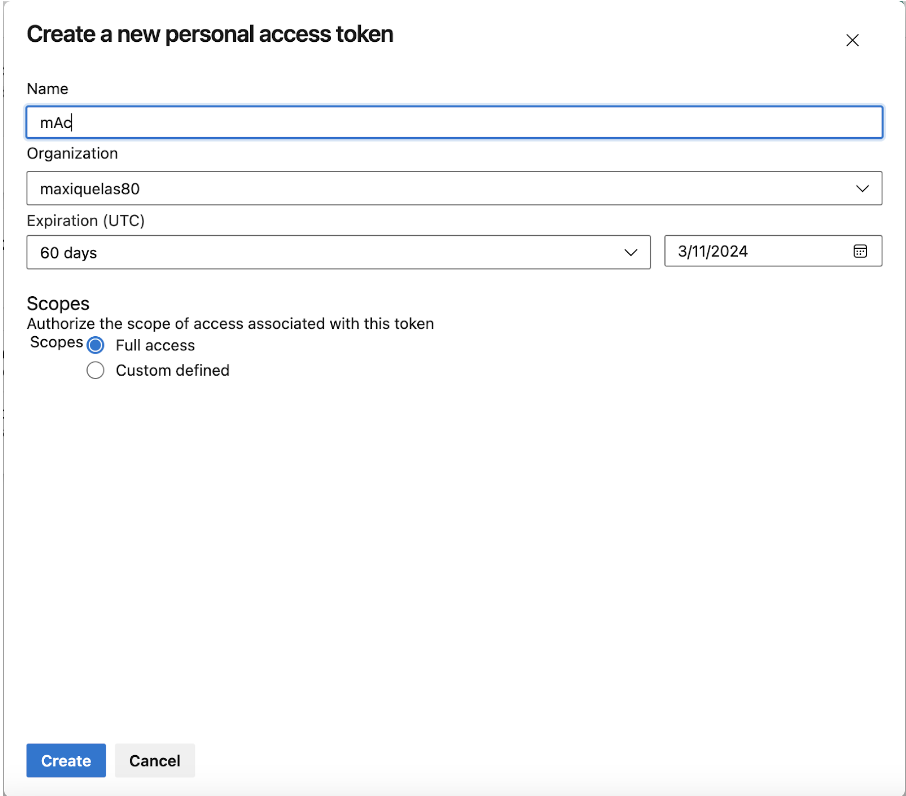 Create a new personal access token
Name
mAc
Organization
maxiquelas80
Expiration (UTC)
60 days
3/11/2024
Scopes
Authorize the scope of access associated with this token
Scopes Full access
Custom defined
Create Cancel